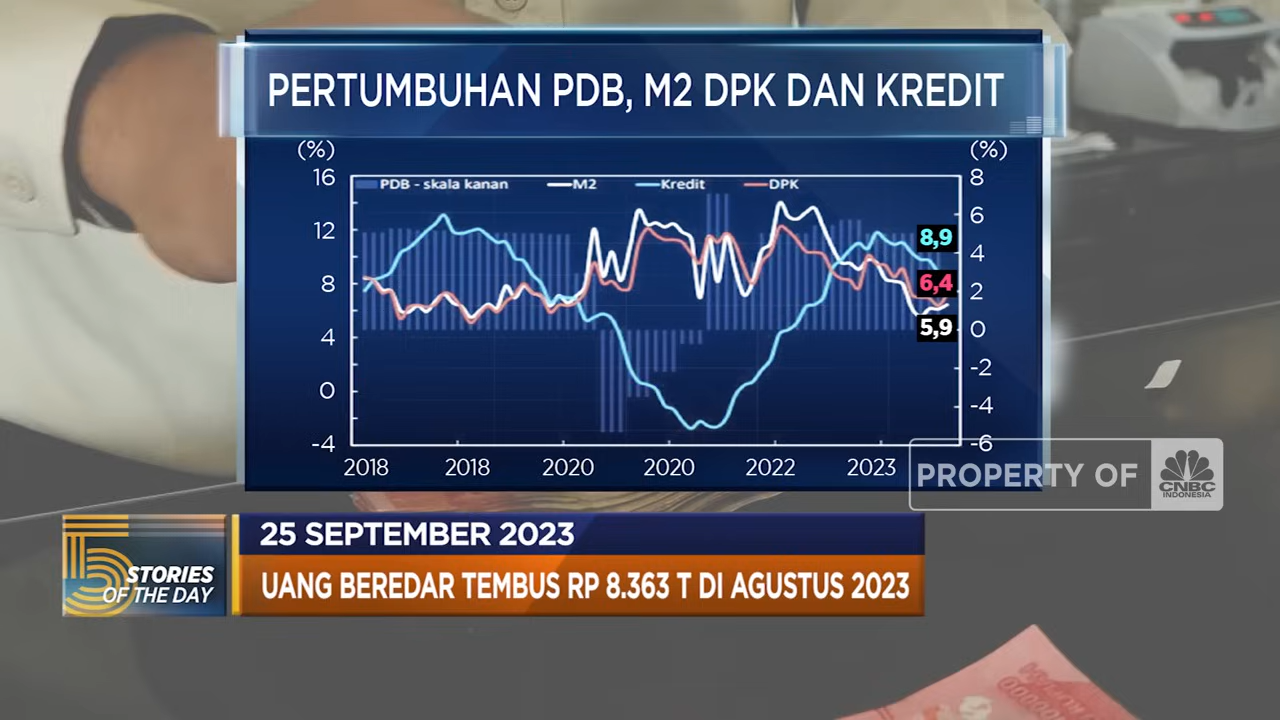 PERTUMBUHAN PDB, M2 DPK DAN KREDIT
(%) (%)
PDB - skala kanan M2 Kredit DPK
16
12
8
4
0
-4
8
6
4
2
0
-2
-4
-6
8,9
6,4
5,9
2018 2018 2020 2020 2022 2023
PROPERTY OF CNBC INDONESIA
25 SEPTEMBER 2023
5 STORIES OF THE DAY
UANG BEREDAR TEMBUS RP 8.363 T DI AGUSTUS 2023